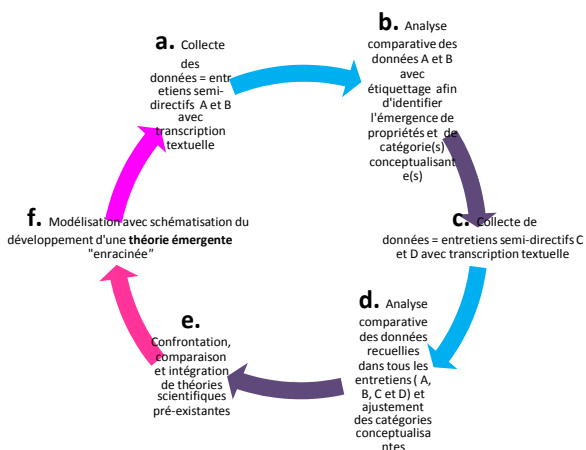 a. Collecte
des
données = entr
etiens semi-
directifs A et B
avec
transcription
textuelle
b. Analyse
comparative des
données A et B
avec
étiquettage afin
d'identifier
l'émergence de
propriétés et de
catégorie(s)
conceptualisant
e(s)
c. Collecte de
données = entretiens semi-directifs C
et D avec transcription textuelle
d. Analyse
comparative
des données
recueillies
dans tous les
entretiens ( A,
B, C et D) et
ajustement
des catégories
conceptualisa
ntes
e.
Confrontation,
comparaison
et intégration
de théories
scientifiques
pré-existantes
f. Modélisation avec schématisation du
développement d'une théorie émergente
"enracinée"